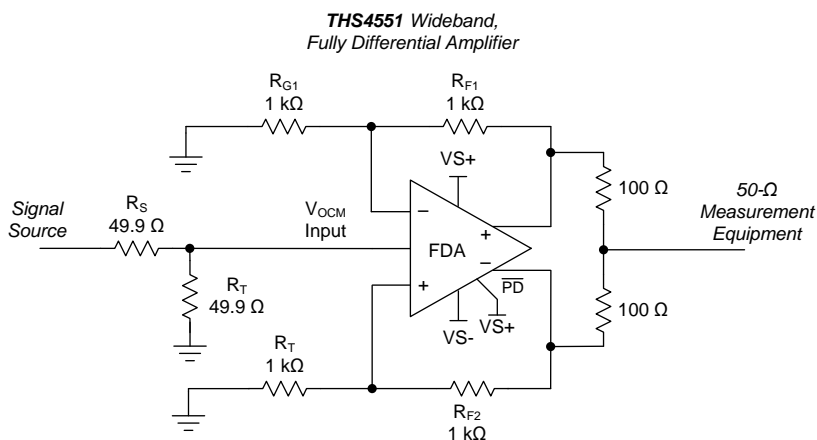 THS4551 Wideband,
Fully Differential Amplifier
RG1
1 kΩ
RF1
1 kΩ
VS+
100 Ω
50-Ω
Measurement
Equipment
Signal
Source
RS
49.9 Ω
VOCM
Input
−
FDA
+
−
+
PD
RT
49.9 Ω
VS+
VS-
100 Ω
RT
1 kΩ
RF2
1 kΩ